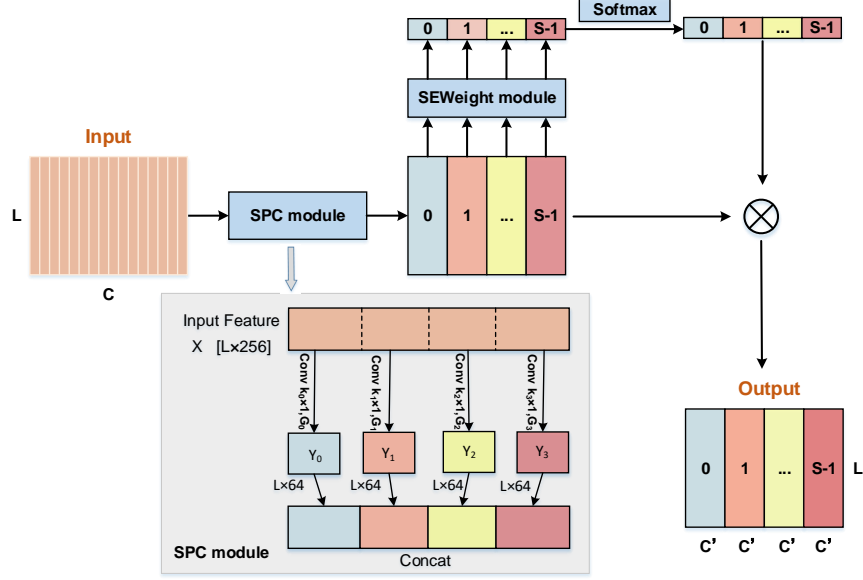 Softmax
0 1 ... S-1
0 1 ... S-1
SEWeight module
Input
L
SPC module
0 1 ... S-1
C
Input Feature
X [L×256]
Conv k₀×1,G₀
Conv k₁×1,G₁
Conv k₂×1,G₂
Conv k₃×1,G₃
Y₀ Y₁ Y₂ Y₃
L×64 L×64 L×64 L×64
SPC module
Concat
Output
0 1 ... S-1
L
C' C' C' C'